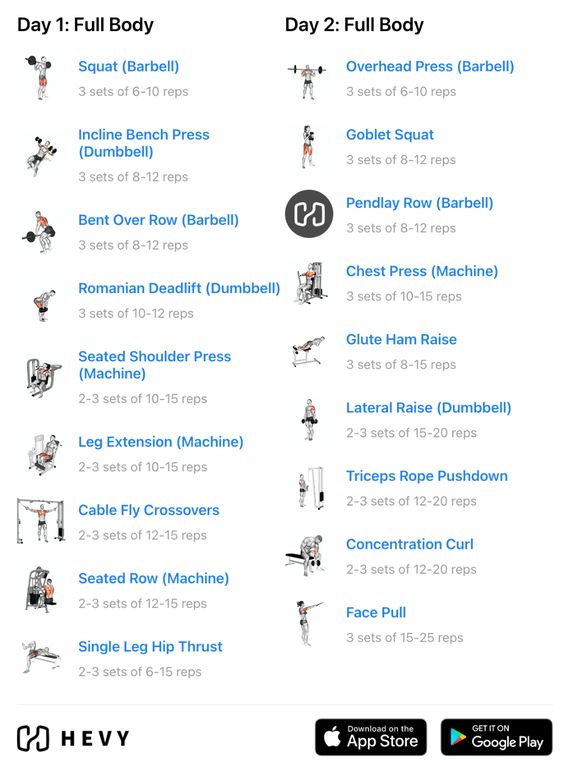 Day 1: Full Body
Squat (Barbell)
3 sets of 6-10 reps
Incline Bench Press
(Dumbbell)
3 sets of 8-12 reps
Bent Over Row (Barbell)
3 sets of 8-12 reps
Romanian Deadlift (Dumbbell)
3 sets of 10-12 reps
Seated Shoulder Press
(Machine)
2-3 sets of 10-15 reps
Leg Extension (Machine)
2-3 sets of 10-15 reps
Cable Fly Crossovers
2-3 sets of 12-15 reps
Seated Row (Machine)
2-3 sets of 12-15 reps
Single Leg Hip Thrust
2-3 sets of 6-15 reps
Day 2: Full Body
Overhead Press (Barbell)
3 sets of 6-10 reps
Goblet Squat
3 sets of 8-12 reps
Pendlay Row (Barbell)
3 sets of 8-12 reps
Chest Press (Machine)
3 sets of 10-15 reps
Glute Ham Raise
3 sets of 8-15 reps
Lateral Raise (Dumbbell)
2-3 sets of 15-20 reps
Triceps Rope Pushdown
2-3 sets of 12-20 reps
Concentration Curl
2-3 sets of 12-20 reps
Face Pull
3 sets of 15-25 reps
HEVY
Download on the
App Store
GET IT ON
Google Play